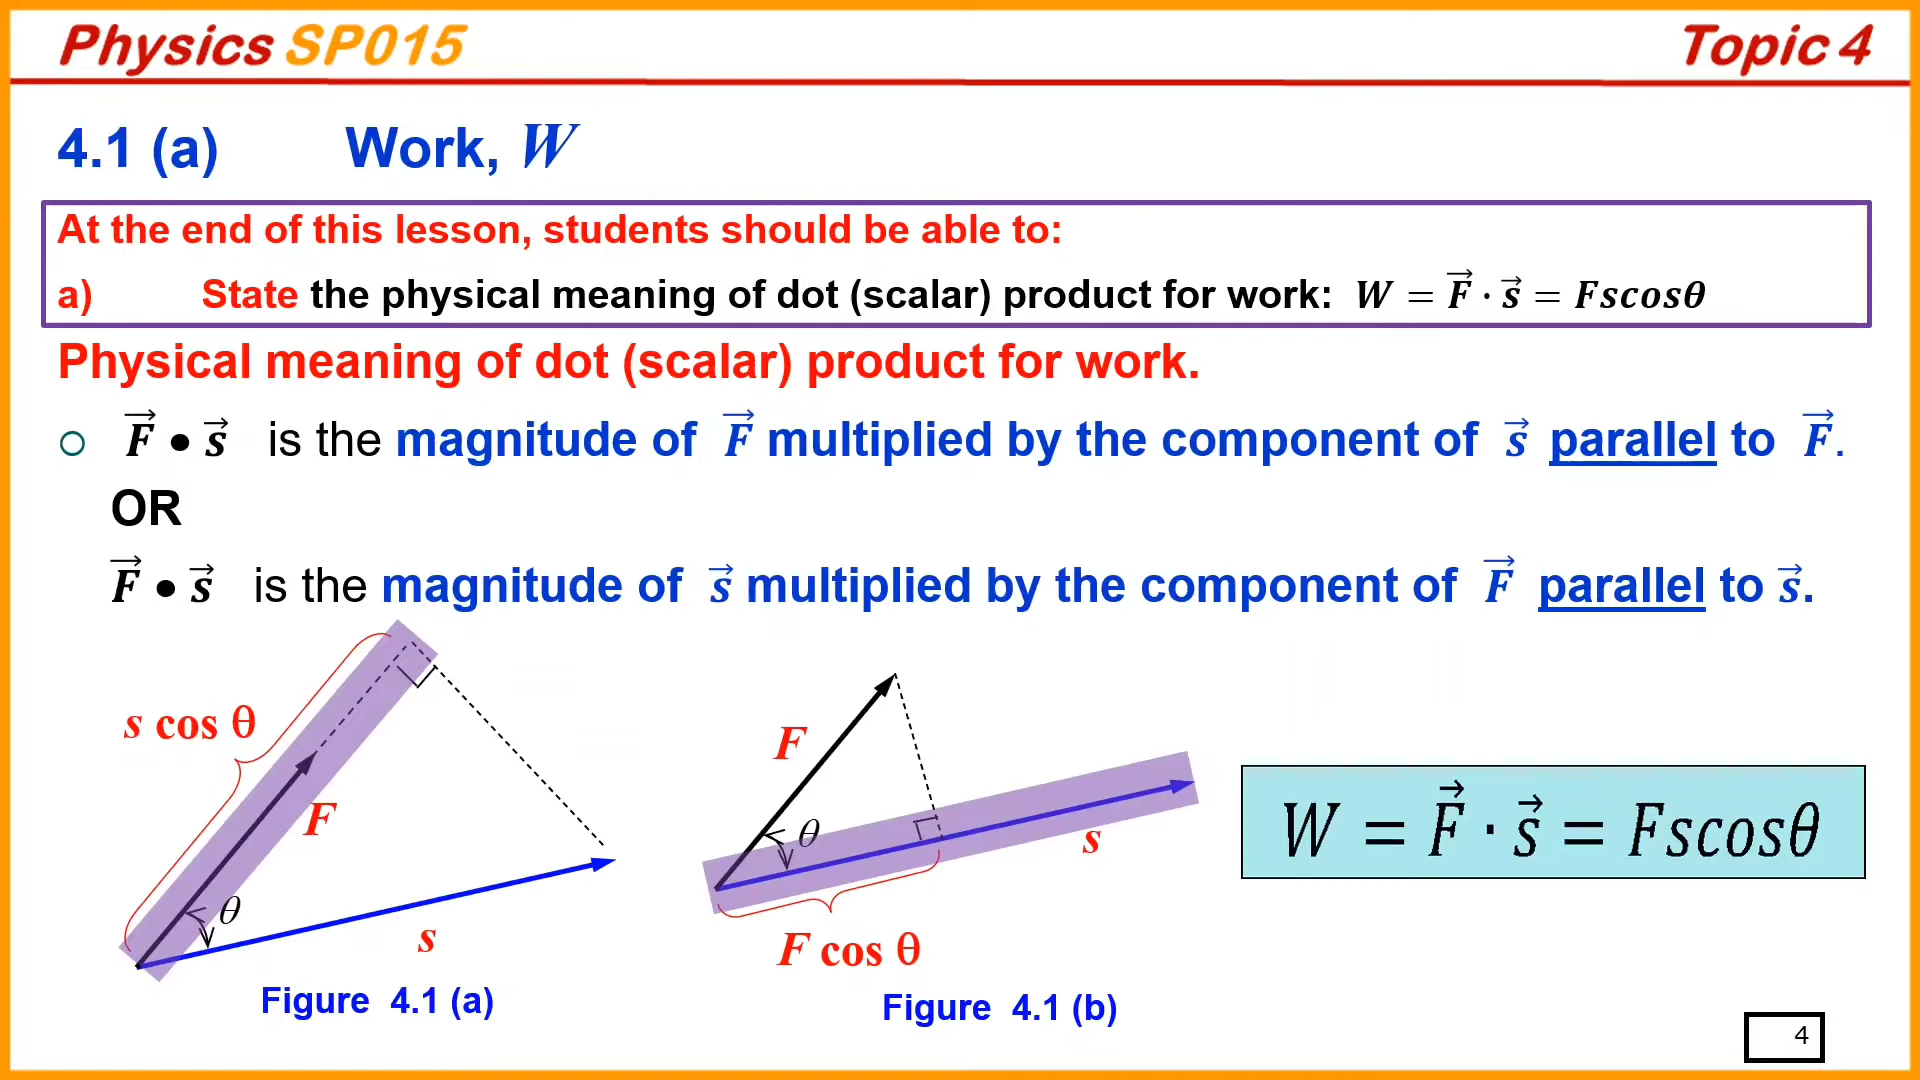 Physics SP015
Topic 4
4.1 (a) Work, W
At the end of this lesson, students should be able to:
a) State the physical meaning of dot (scalar) product for work: W = F⃗ · s⃗ = Fscosθ
Physical meaning of dot (scalar) product for work.
F⃗ • s⃗ is the magnitude of F⃗ multiplied by the component of s⃗ parallel to F⃗.
OR
F⃗ • s⃗ is the magnitude of s⃗ multiplied by the component of F⃗ parallel to s⃗.
s cos θ
F
θ
s
Figure 4.1 (a)
F
θ
s
F cos θ
Figure 4.1 (b)
W = F⃗ · s⃗ = Fscosθ
4